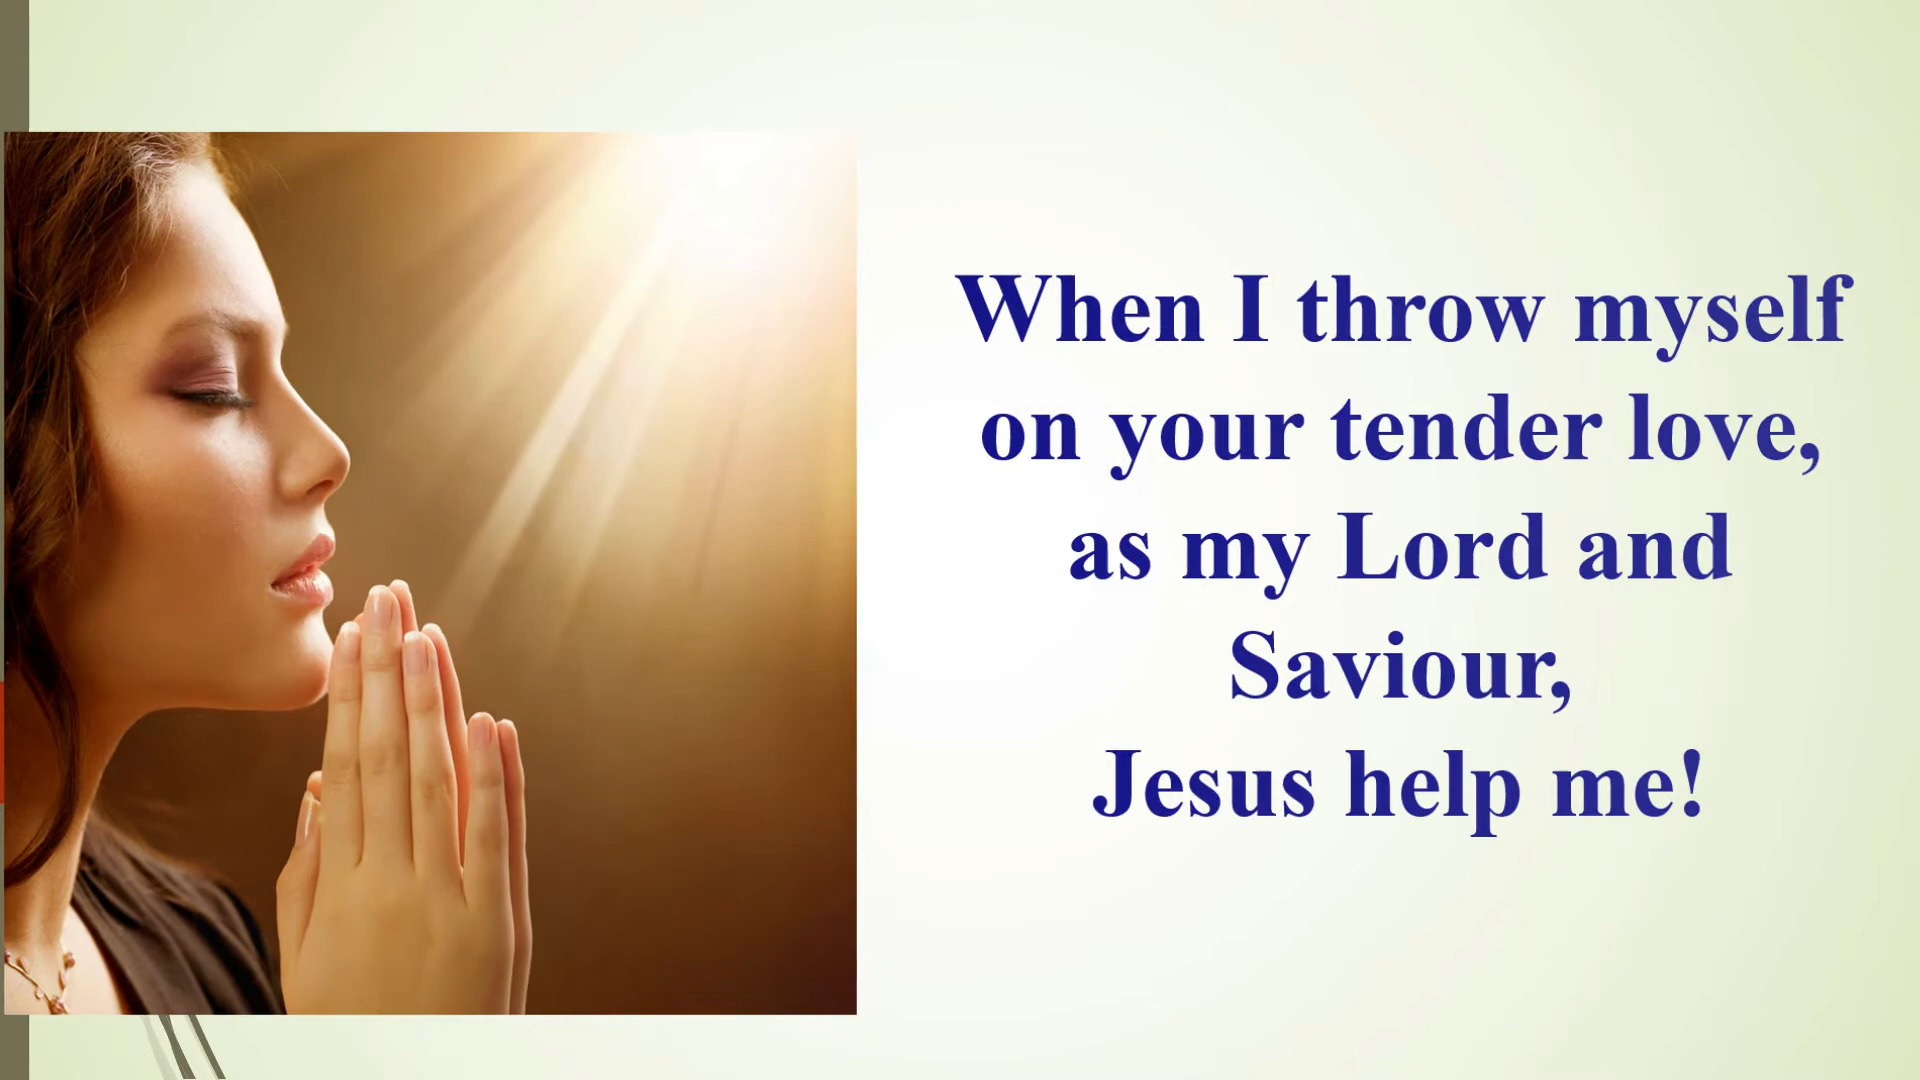 When I throw myself
on your tender love,
as my Lord and
Saviour,
Jesus help me!